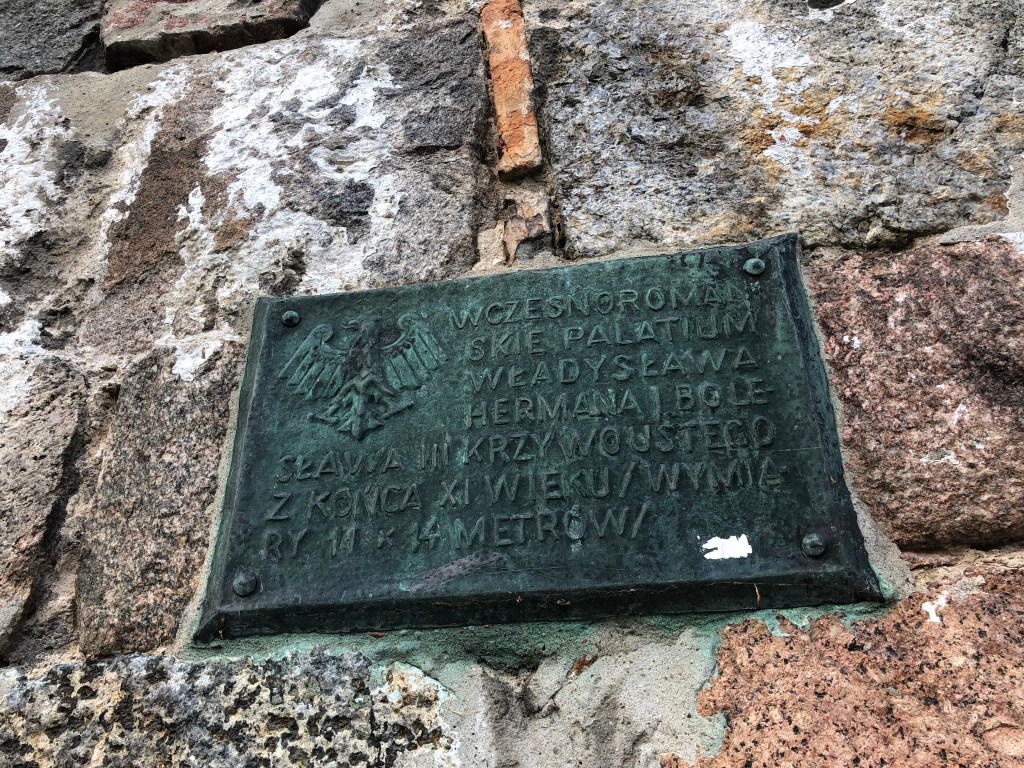 WCZESNOROMAŃ
SKIE PALATIUM
WŁADYSŁAWA
HERMANA I BOLE-
SŁAWA III KRZYWOUSTEGO
Z KOŃCA XI WIEKU/WYMIA-
RY 11 × 14 METRÓW/